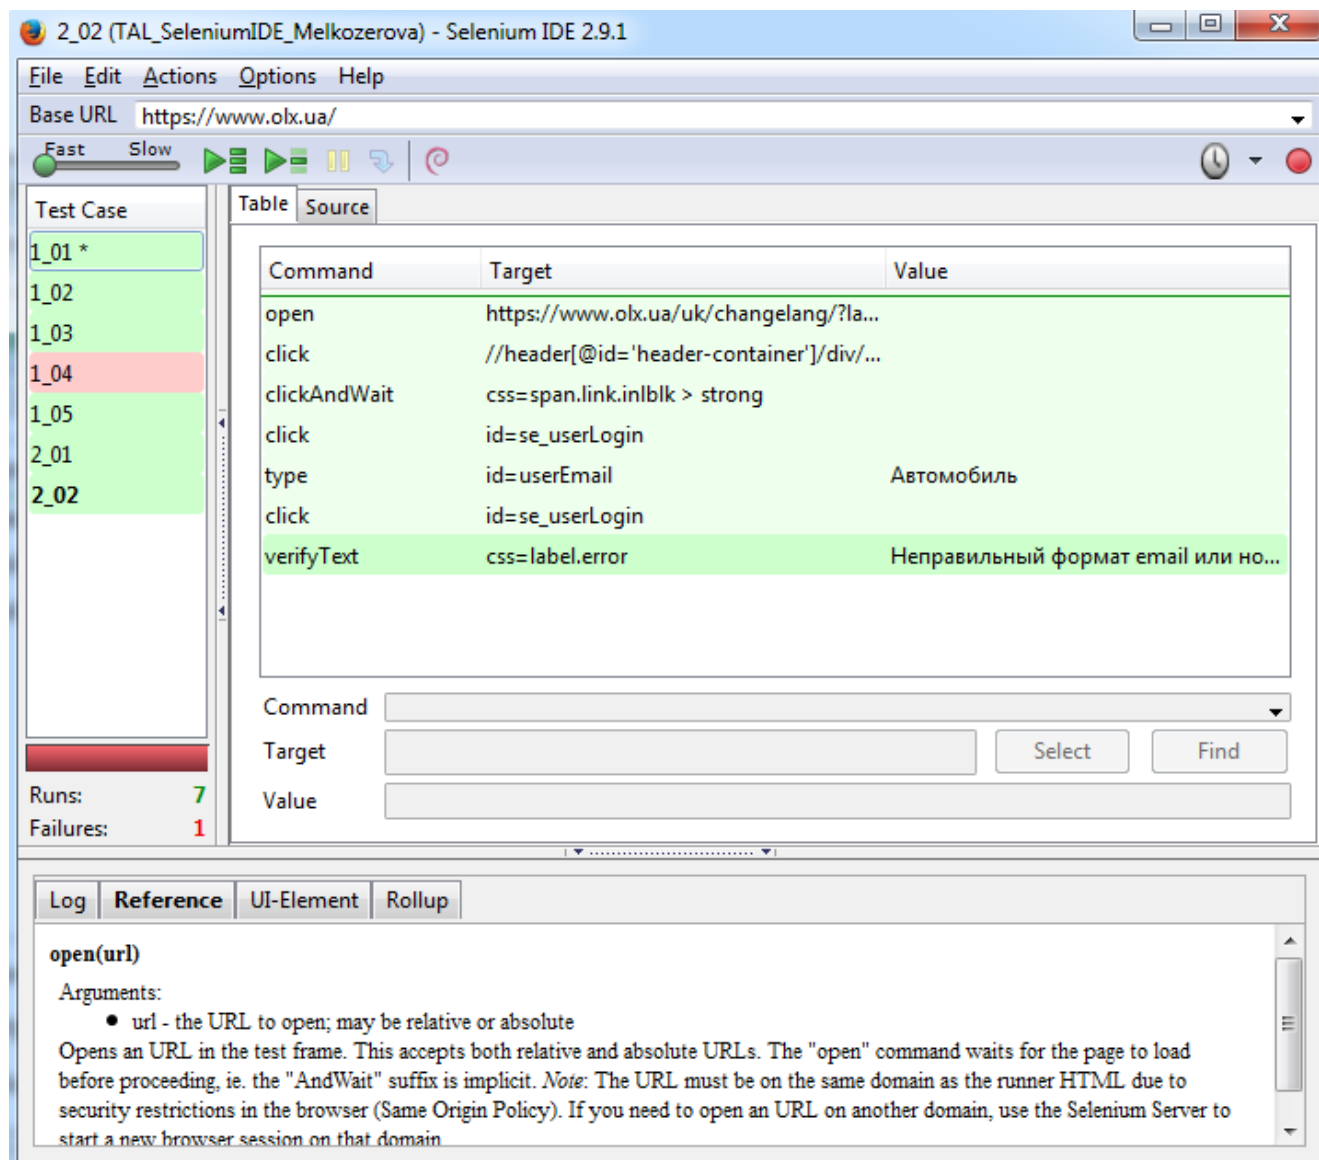 2_02 (TAL_SeleniumIDE_Melkozerova) - Selenium IDE 2.9.1
File Edit Actions Options Help
Base URL https://www.olx.ua/
Fast Slow
Test Case
1_01 *
1_02
1_03
1_04
1_05
2_01
2_02
Runs: 7
Failures: 1
Table Source
Command Target Value
open https://www.olx.ua/uk/changelang/?la...
click //header[@id='header-container']/div/...
clickAndWait css=span.link.inlblk > strong
click id=se_userLogin
type id=userEmail Автомобиль
click id=se_userLogin
verifyText css=label.error Неправильный формат email или но...
Command
Target Select Find
Value
Log Reference UI-Element Rollup
open(url)
Arguments:
● url - the URL to open; may be relative or absolute
Opens an URL in the test frame. This accepts both relative and absolute URLs. The "open" command waits for the page to load
before proceeding, ie. the "AndWait" suffix is implicit. Note: The URL must be on the same domain as the runner HTML due to
security restrictions in the browser (Same Origin Policy). If you need to open an URL on another domain, use the Selenium Server to
start a new browser session on that domain